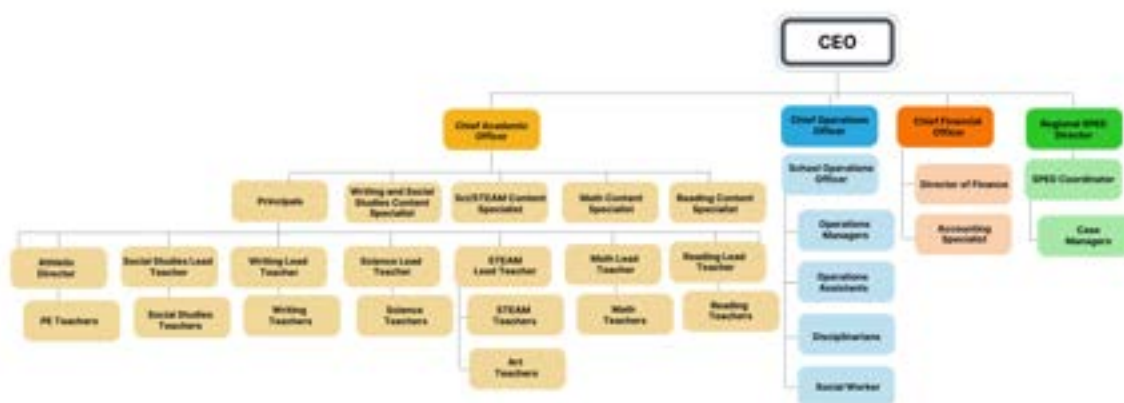 CEO
Chief Academic
Officer
Chief Operations
Officer
Chief Financial
Officer
Regional SPED
Director
Principals
Writing and Social
Studies Content
Specialist
Sci/STEAM Content
Specialist
Math Content
Specialist
Reading Content
Specialist
School Operations
Officer
Director of Finance
SPED Coordinator
Operations
Managers
Accounting
Specialist
Case
Managers
Athletic
Director
Social Studies Lead
Teacher
Writing Lead
Teacher
Science Lead
Teacher
STEAM
Lead Teacher
Math Lead
Teacher
Reading Lead
Teacher
Operations
Assistants
PE Teachers
Social Studies
Teachers
Writing
Teachers
Science
Teachers
STEAM
Teachers
Math
Teachers
Reading
Teachers
Disciplinarians
Art
Teachers
Social Worker